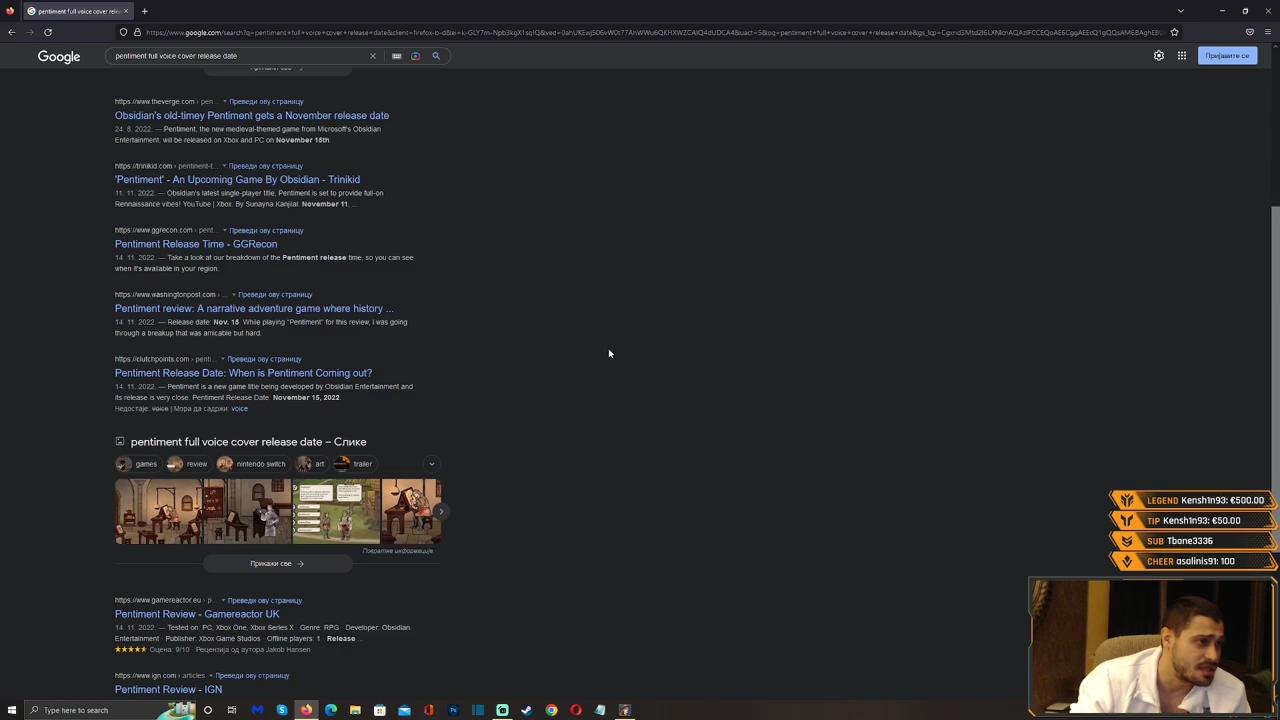 pentiment full voice cover rele
pentiment full voice cover release date
Google
Пријавите се
https://www.theverge.com › pen... Преведи ову страницу
Obsidian's old-timey Pentiment gets a November release date
24. 8. 2022. — Pentiment, the new medieval-themed game from Microsoft's Obsidian
Entertainment, will be released on Xbox and PC on November 15th.
https://trinikid.com › pentinent-t... Преведи ову страницу
'Pentiment' - An Upcoming Game By Obsidian - Trinikid
11. 11. 2022. — Obsidian's latest single-player title, Pentiment is set to provide full-on
Rennaissance vibes! YouTube | Xbox. By Sunayna Kanjilal. November 11, ...
https://www.ggrecon.com › pent... Преведи ову страницу
Pentiment Release Time - GGRecon
14. 11. 2022. — Take a look at our breakdown of the Pentiment release time, so you can see
when it's available in your region.
https://www.washingtonpost.com › ... Преведи ову страницу
Pentiment review: A narrative adventure game where history ...
14. 11. 2022. — Release date: Nov. 15. While playing “Pentiment” for this review, I was going
through a breakup that was amicable but hard.
https://clutchpoints.com › penti... Преведи ову страницу
Pentiment Release Date: When is Pentiment Coming out?
14. 11. 2022. — Pentiment is a new game title being developed by Obsidian Entertainment and
its release is very close. Pentiment Release Date: November 15, 2022.
Недостаје: voice | Мора да садржи: voice
pentiment full voice cover release date – Слике
games review nintendo switch art trailer
Повратне информације
Прикажи све
LEGEND Kensh1n93: €500.00
TIP Kensh1n93: €50.00
SUB Tbone3336
CHEER asalinis91: 100
https://www.gamereactor.eu › p... Преведи ову страницу
Pentiment Review - Gamereactor UK
14. 11. 2022. — Tested on: PC, Xbox One, Xbox Series X · Genre: RPG · Developer: Obsidian
Entertainment · Publisher: Xbox Game Studios · Offline players: 1 · Release ...
Оцена: 9/10 · Рецензија од аутора Jakob Hansen
https://www.ign.com › articles Преведи ову страницу
Pentiment Review - IGN
Type here to search